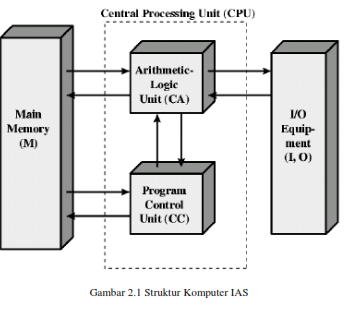 Central Processing Unit (CPU)
Arithmetic-
Logic
Unit (CA)
Main
Memory
(M)
I/O
Equip-
ment
(I, O)
Program
Control
Unit (CC)
Gambar 2.1 Struktur Komputer IAS